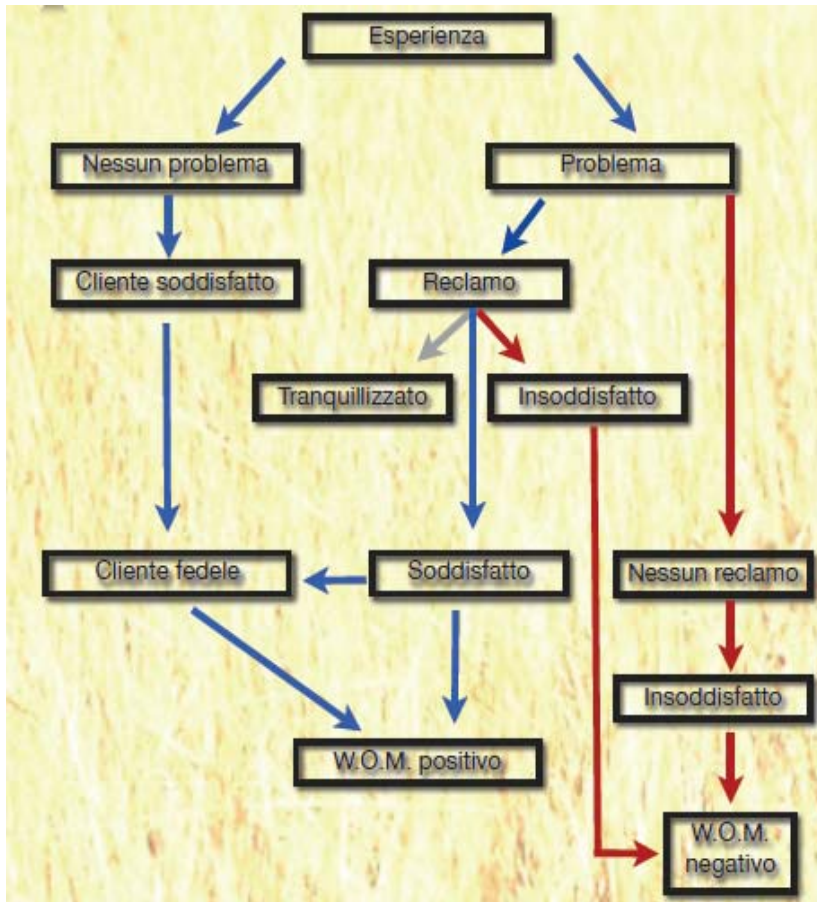 Esperienza
Nessun problema
Problema
Cliente soddisfatto
Reclamo
Tranquillizzato
Insoddisfatto
Cliente fedele
Soddisfatto
Nessun reclamo
Insoddisfatto
W.O.M. positivo
W.O.M.
negativo